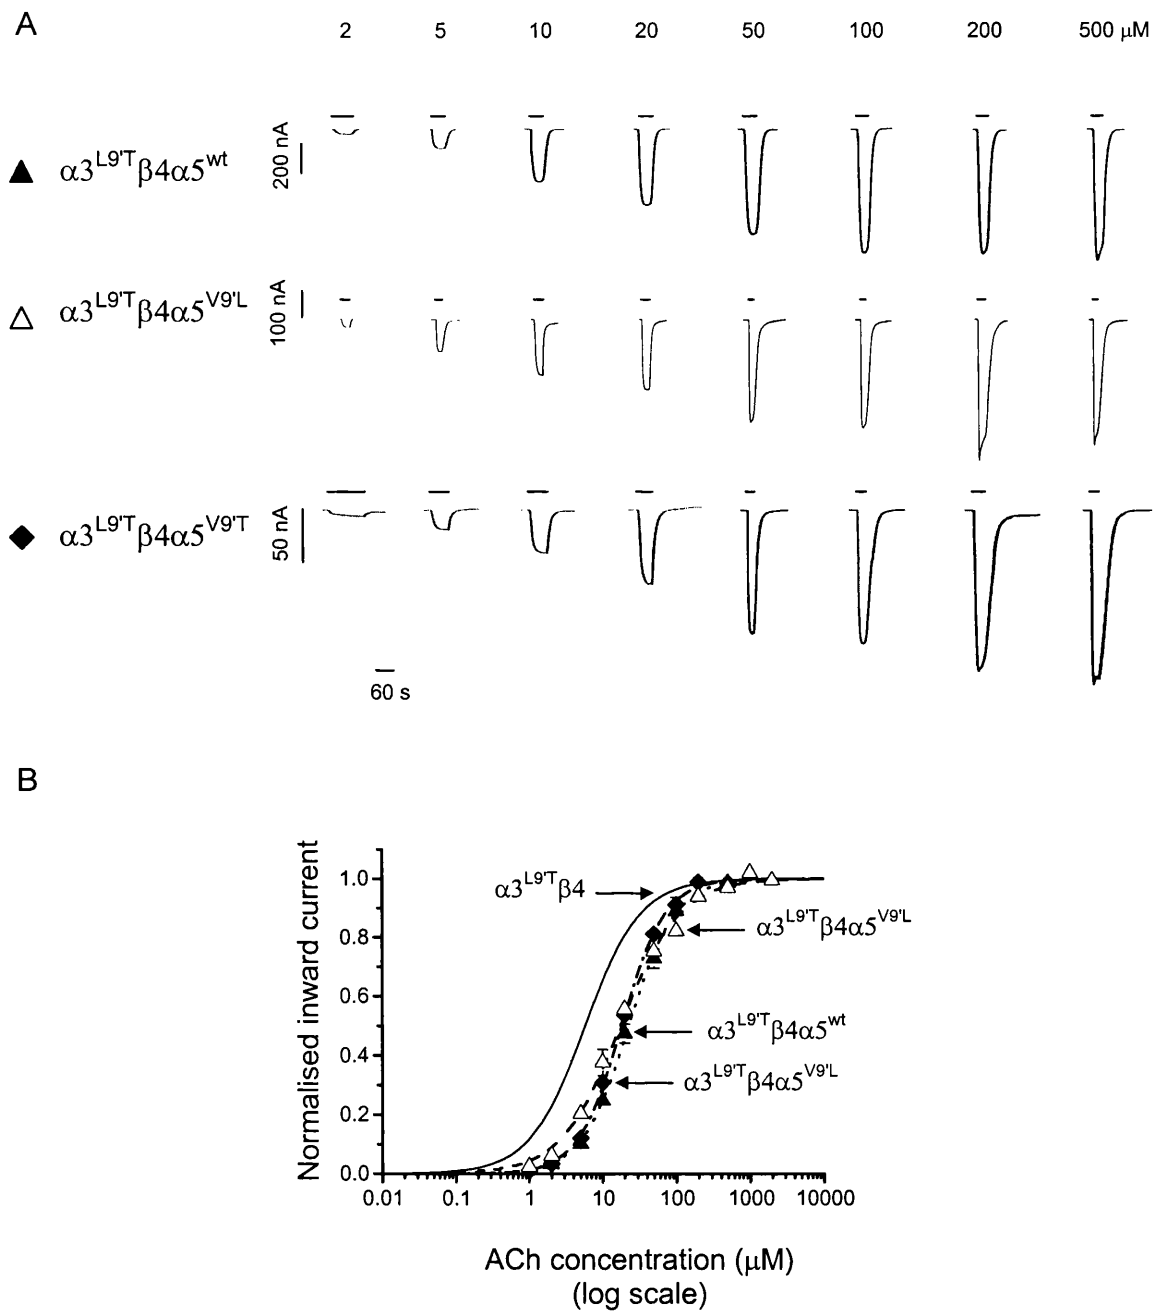 A
2 5 10 20 50 100 200 500 μM
200 nA
α3L9'Tβ4α5wt
100 nA
α3L9'Tβ4α5V9'L
50 nA
α3L9'Tβ4α5V9'T
60 s
B
Normalised inward current
1.0
0.8
0.6
0.4
0.2
0.0
α3L9'Tβ4
α3L9'Tβ4α5V9'L
α3L9'Tβ4α5wt
α3L9'Tβ4α5V9'L
0.01 0.1 1 10 100 1000 10000
ACh concentration (μM)
(log scale)